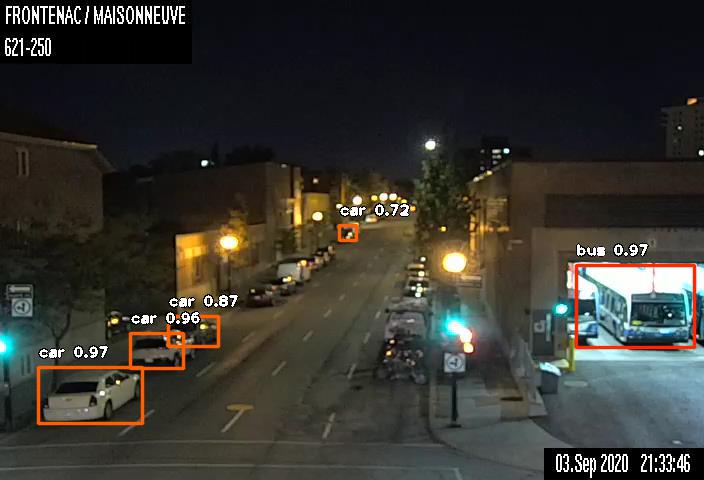 FRONTENAC / MAISONNEUVE
621-250
car 0.72
bus 0.97
car 0.87
car 0.96
car 0.97
03.Sep 2020 21:33:46